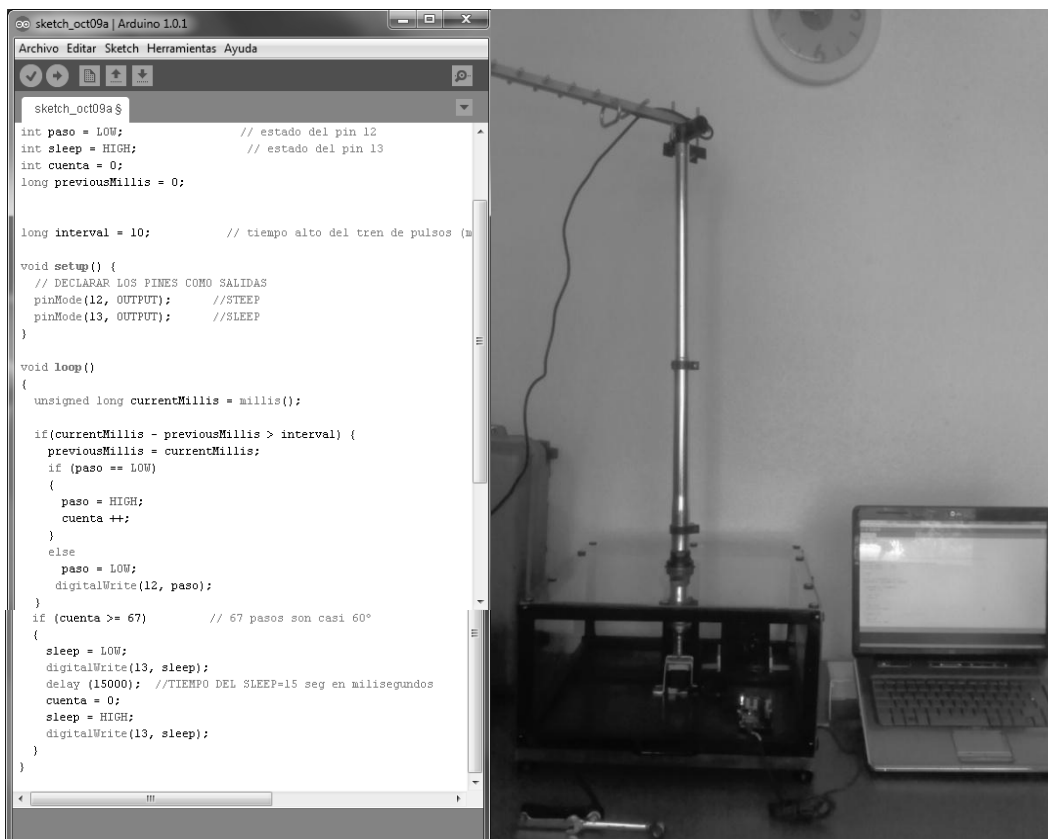 sketch_oct09a | Arduino 1.0.1
Archivo Editar Sketch Herramientas Ayuda
sketch_oct09a §
int paso = LOW; // estado del pin 12
int sleep = HIGH; // estado del pin 13
int cuenta = 0;
long previousMillis = 0;
long interval = 10; // tiempo alto del tren de pulsos (m
void setup() {
// DECLARAR LOS PINES COMO SALIDAS
pinMode(12, OUTPUT); //STEEP
pinMode(13, OUTPUT); //SLEEP
}
void loop()
{
unsigned long currentMillis = millis();
if(currentMillis - previousMillis > interval) {
previousMillis = currentMillis;
if (paso == LOW)
{
paso = HIGH;
cuenta ++;
}
else
paso = LOW;
digitalWrite(12, paso);
}
if (cuenta >= 67) // 67 pasos son casi 60º
{
sleep = LOW;
digitalWrite(13, sleep);
delay (15000); //TIEMPO DEL SLEEP=15 seg en milisegundos
cuenta = 0;
sleep = HIGH;
digitalWrite(13, sleep);
}
}